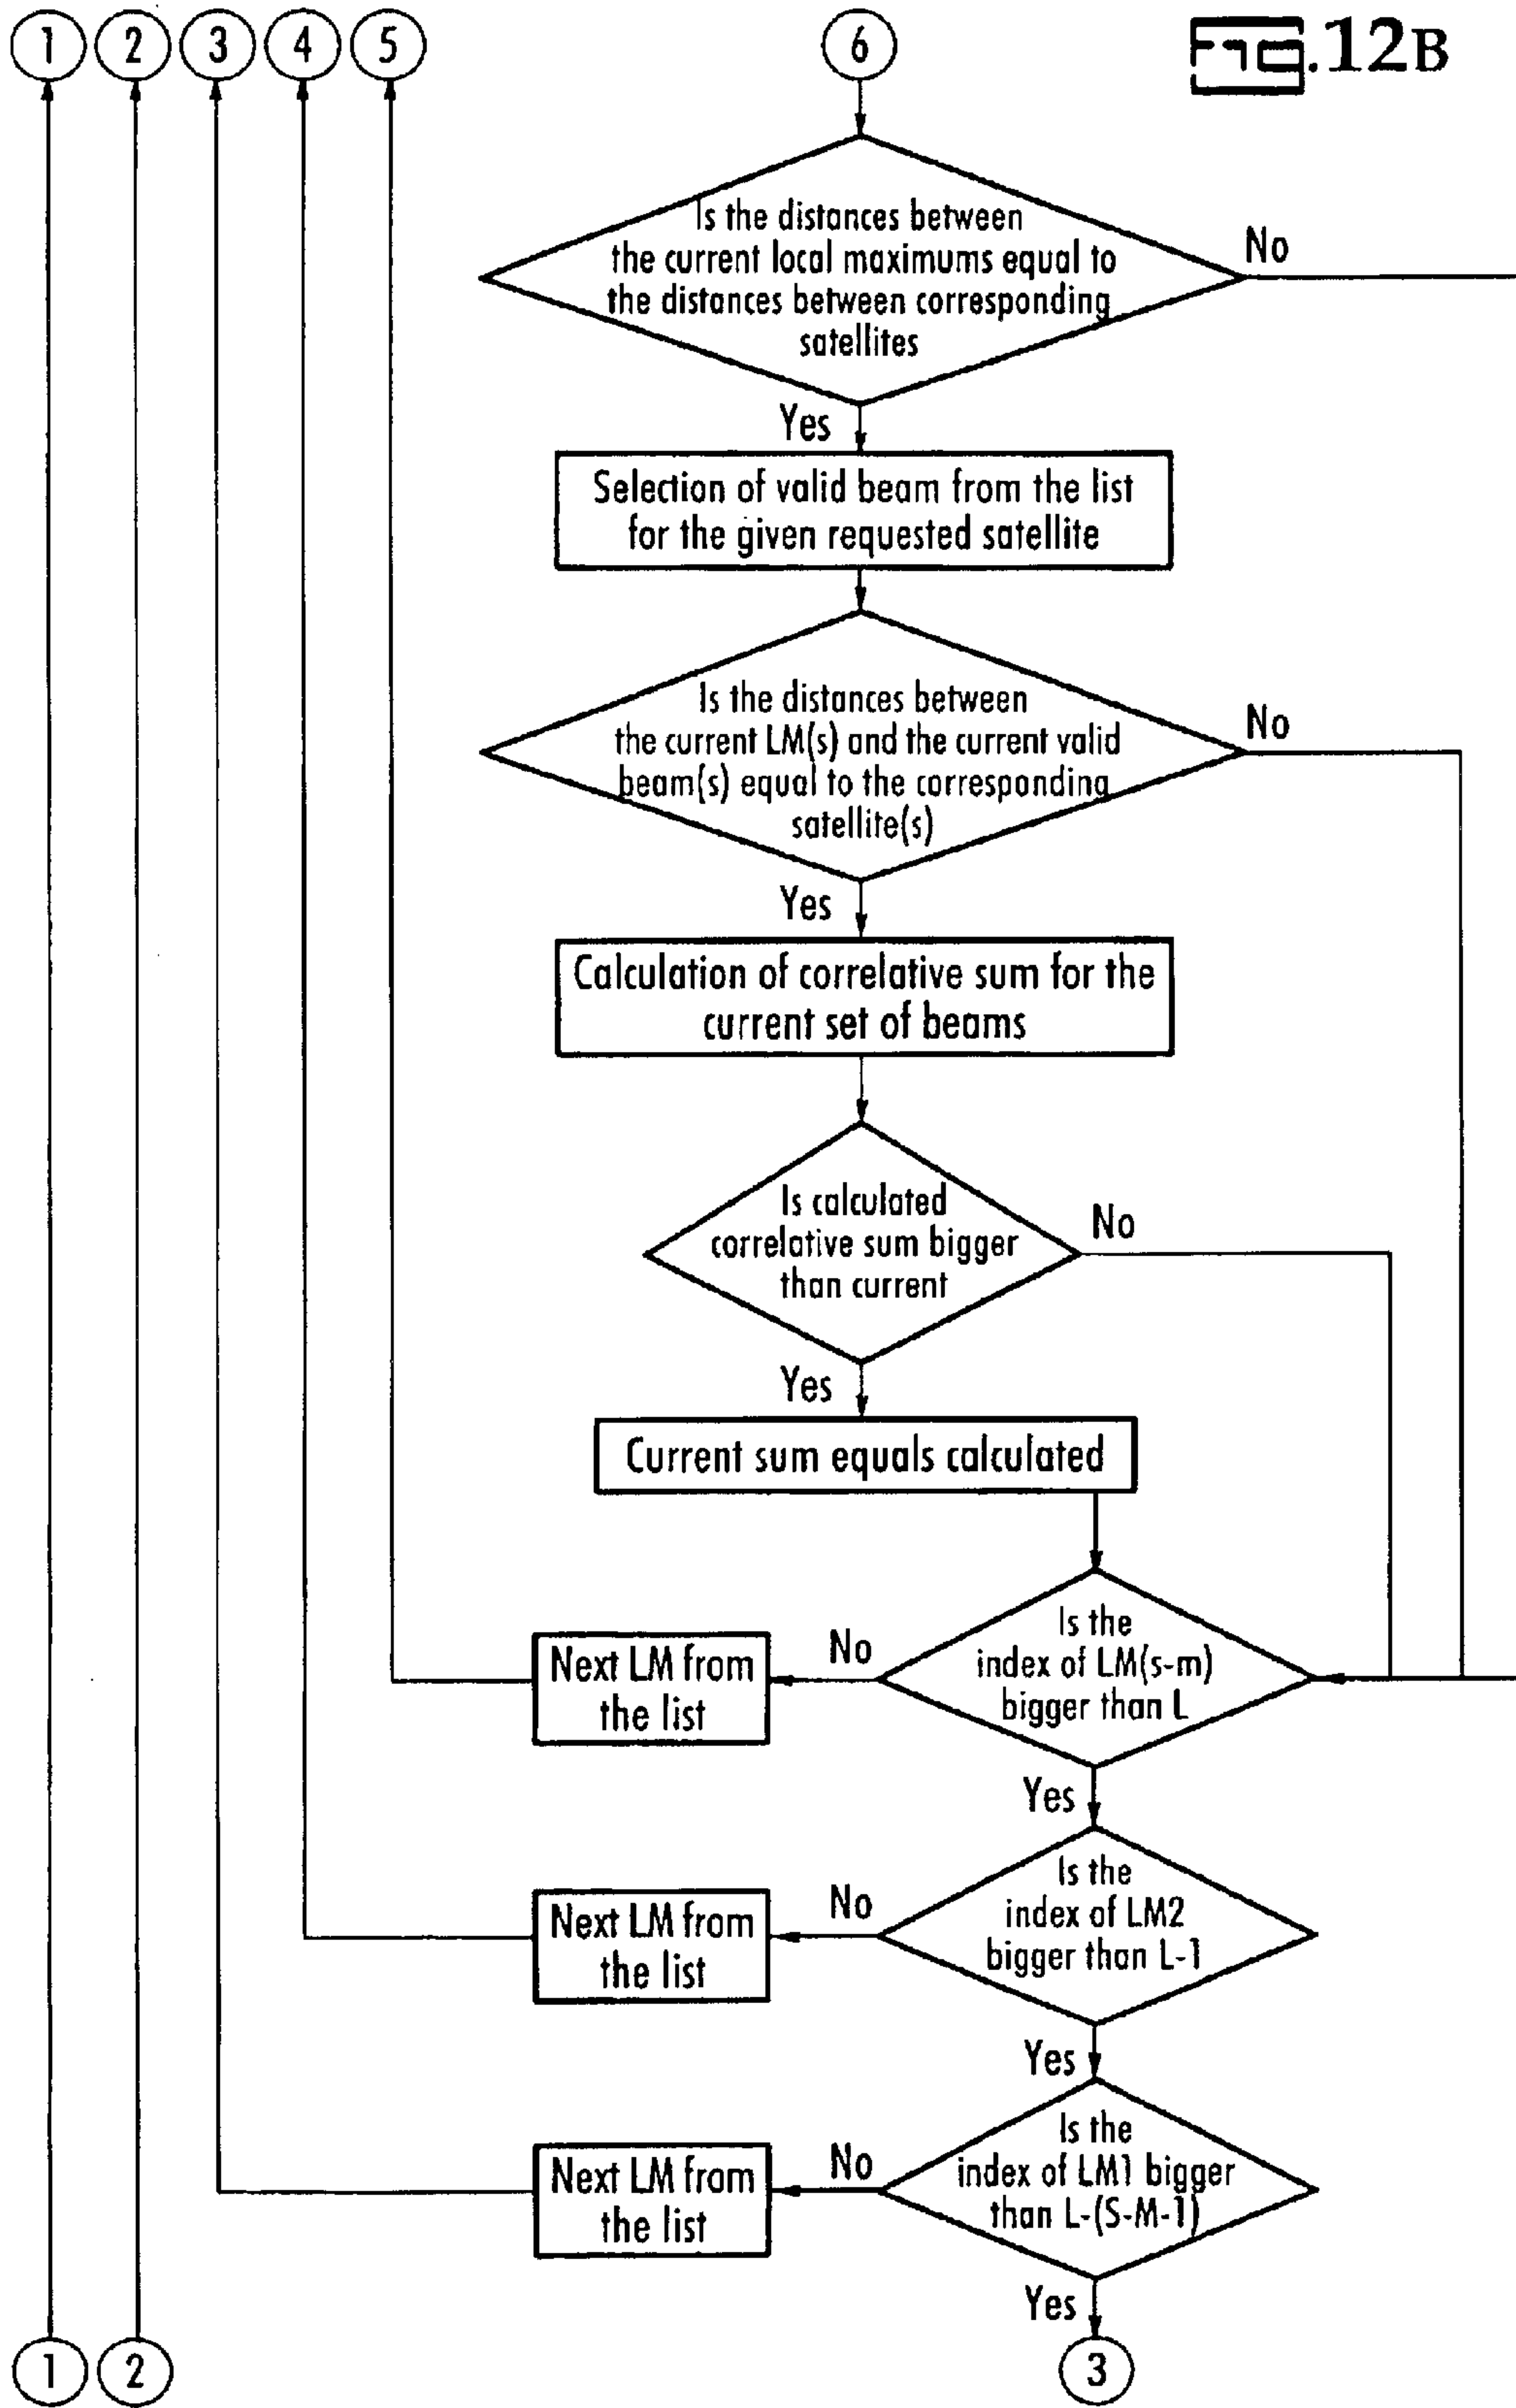 1 2 3 4 5 6
FIG.12B
Is the distances between
the current local maximums equal to
the distances between corresponding
satellites
No
Yes
Selection of valid beam from the list
for the given requested satellite
Is the distances between
the current LM(s) and the current valid
beam(s) equal to the corresponding
satellite(s)
No
Yes
Calculation of correlative sum for the
current set of beams
Is calculated
correlative sum bigger
than current
No
Yes
Current sum equals calculated
Is the
index of LM(s-m)
bigger than L
No
Next LM from
the list
Yes
Is the
index of LM2
bigger than L-1
No
Next LM from
the list
Yes
Is the
index of LM1 bigger
than L-(S-M-1)
No
Next LM from
the list
Yes
1 2 3